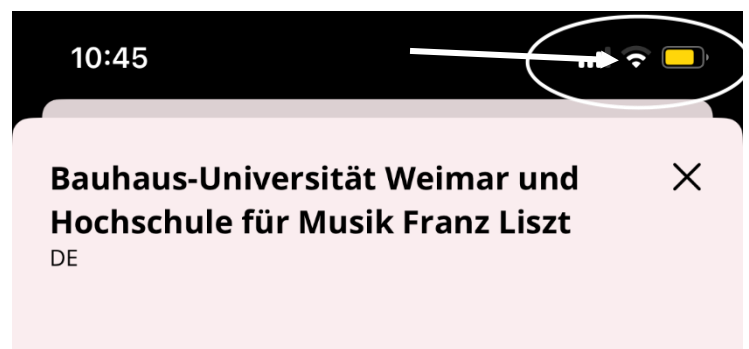 10:45
Bauhaus-Universität Weimar und
Hochschule für Musik Franz Liszt
DE